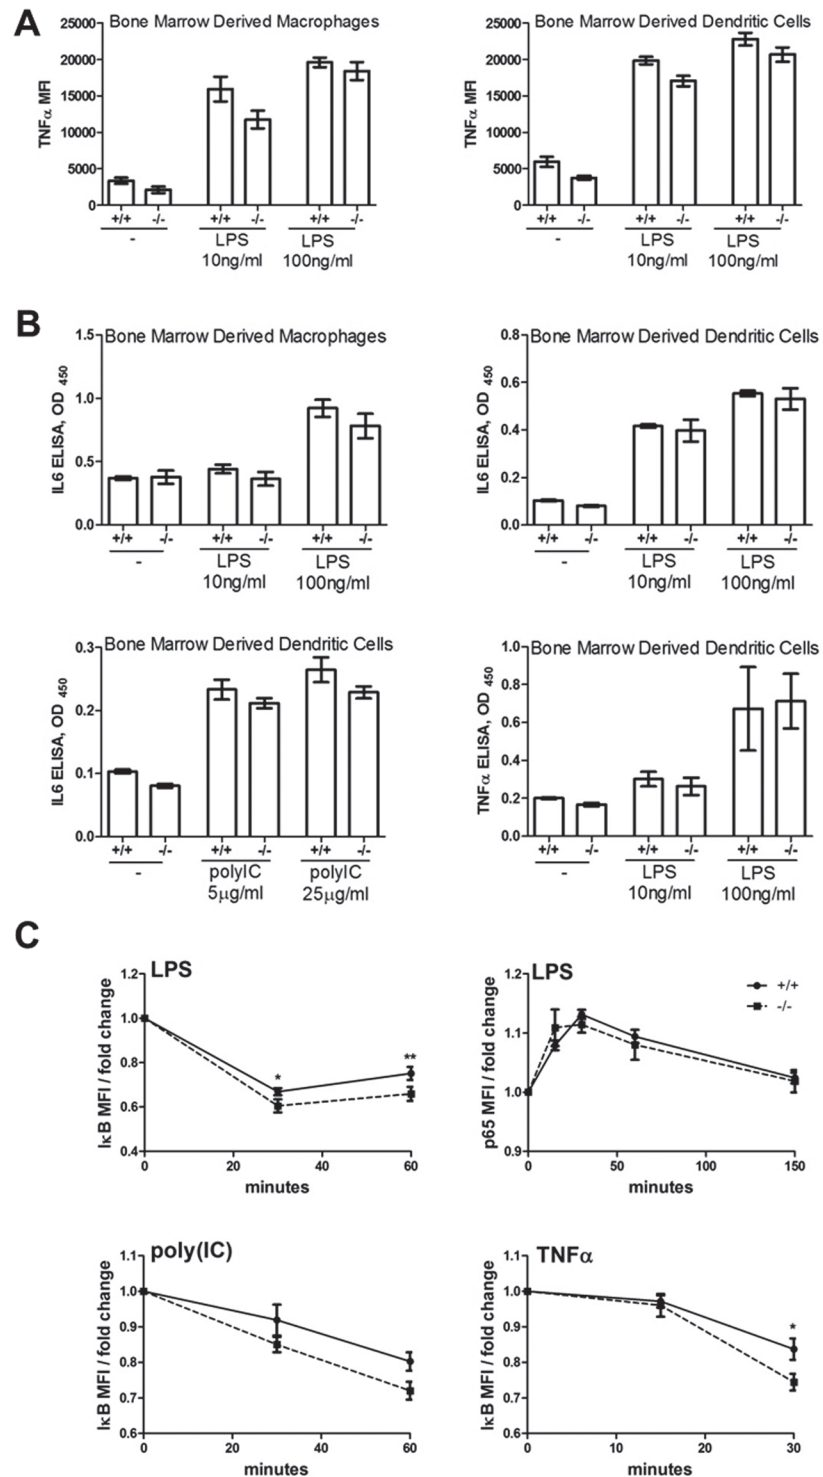 A
Bone Marrow Derived Macrophages
TNFα MFI
25000
20000
15000
10000
5000
0
+/+ -/- +/+ -/- +/+ -/-
- LPS LPS
10ng/ml 100ng/ml
Bone Marrow Derived Dendritic Cells
TNFα MFI
25000
20000
15000
10000
5000
0
+/+ -/- +/+ -/- +/+ -/-
- LPS LPS
10ng/ml 100ng/ml
B
Bone Marrow Derived Macrophages
IL6 ELISA, OD 450
1.5
1.0
0.5
0.0
+/+ -/- +/+ -/- +/+ -/-
- LPS LPS
10ng/ml 100ng/ml
Bone Marrow Derived Dendritic Cells
IL6 ELISA, OD 450
0.8
0.6
0.4
0.2
0.0
+/+ -/- +/+ -/- +/+ -/-
- LPS LPS
10ng/ml 100ng/ml
Bone Marrow Derived Dendritic Cells
IL6 ELISA, OD 450
0.3
0.2
0.1
0.0
+/+ -/- +/+ -/- +/+ -/-
- polyIC polyIC
5μg/ml 25μg/ml
Bone Marrow Derived Dendritic Cells
TNFα ELISA, OD 450
1.0
0.8
0.6
0.4
0.2
0.0
+/+ -/- +/+ -/- +/+ -/-
- LPS LPS
10ng/ml 100ng/ml
C
LPS
IκB MFI / fold change
1.2
1.0
0.8
0.6
0.4
* **
0 20 40 60
minutes
LPS
p65 MFI / fold change
1.2
1.1
1.0
0.9
+/+
-/-
0 50 100 150
minutes
poly(IC)
IκB MFI / fold change
1.1
1.0
0.9
0.8
0.7
0.6
0 20 40 60
minutes
TNFα
IκB MFI / fold change
1.1
1.0
0.9
0.8
0.7
0.6
*
0 10 20 30
minutes